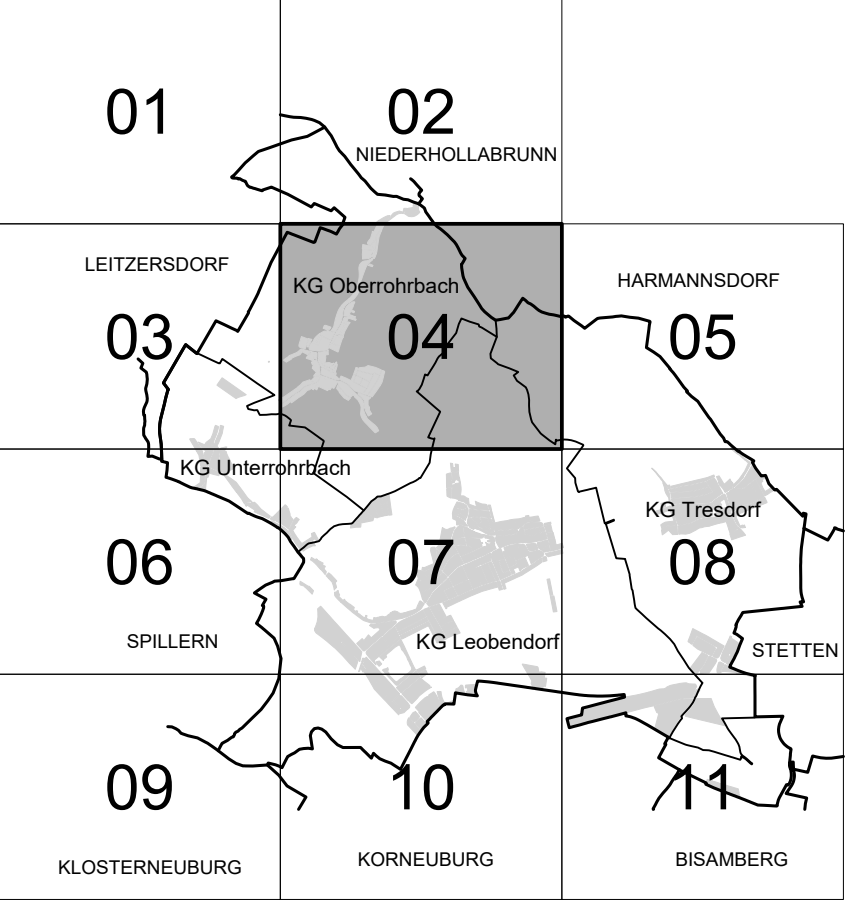 01
02
NIEDERHOLLABRUNN
LEITZERSDORF
KG Oberrohrbach
HARMANNSDORF
03
04
05
KG Unterrohrbach
KG Tresdorf
06
07
08
SPILLERN
KG Leobendorf
STETTEN
09
10
11
KLOSTERNEUBURG
KORNEUBURG
BISAMBERG